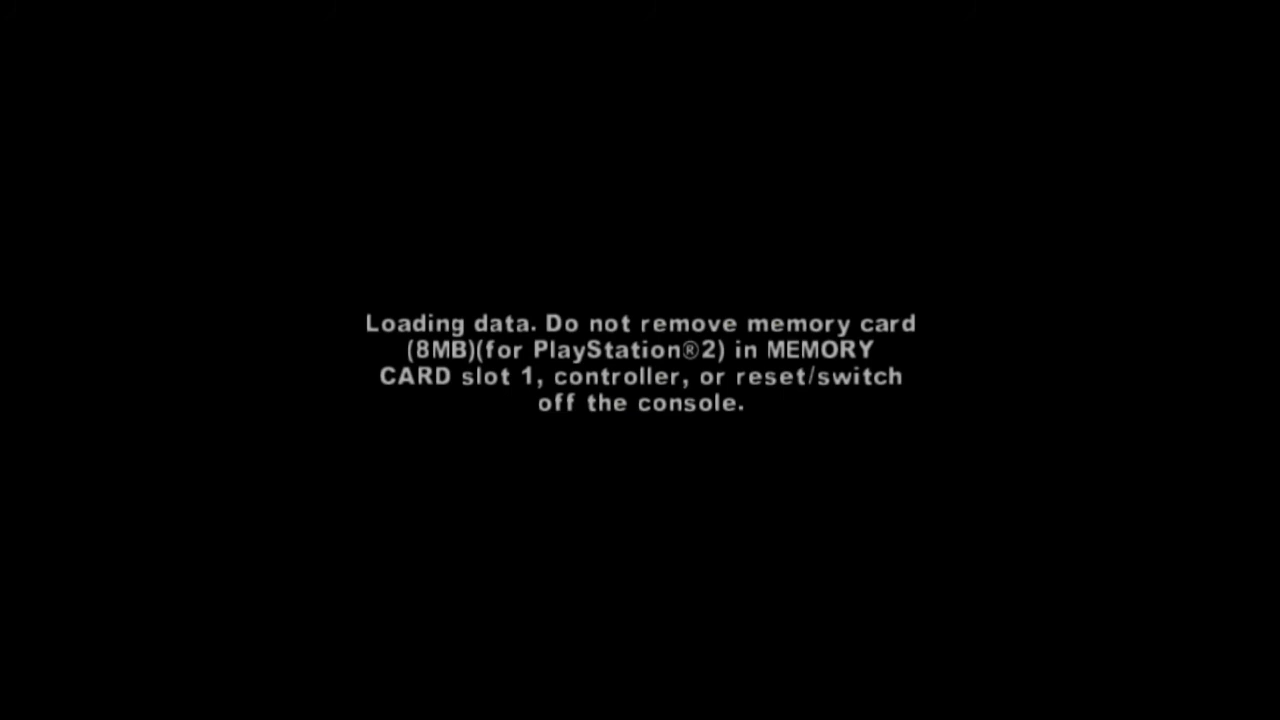 Loading data. Do not remove memory card
(8MB)(for PlayStation®2) in MEMORY
CARD slot 1, controller, or reset/switch
off the console.